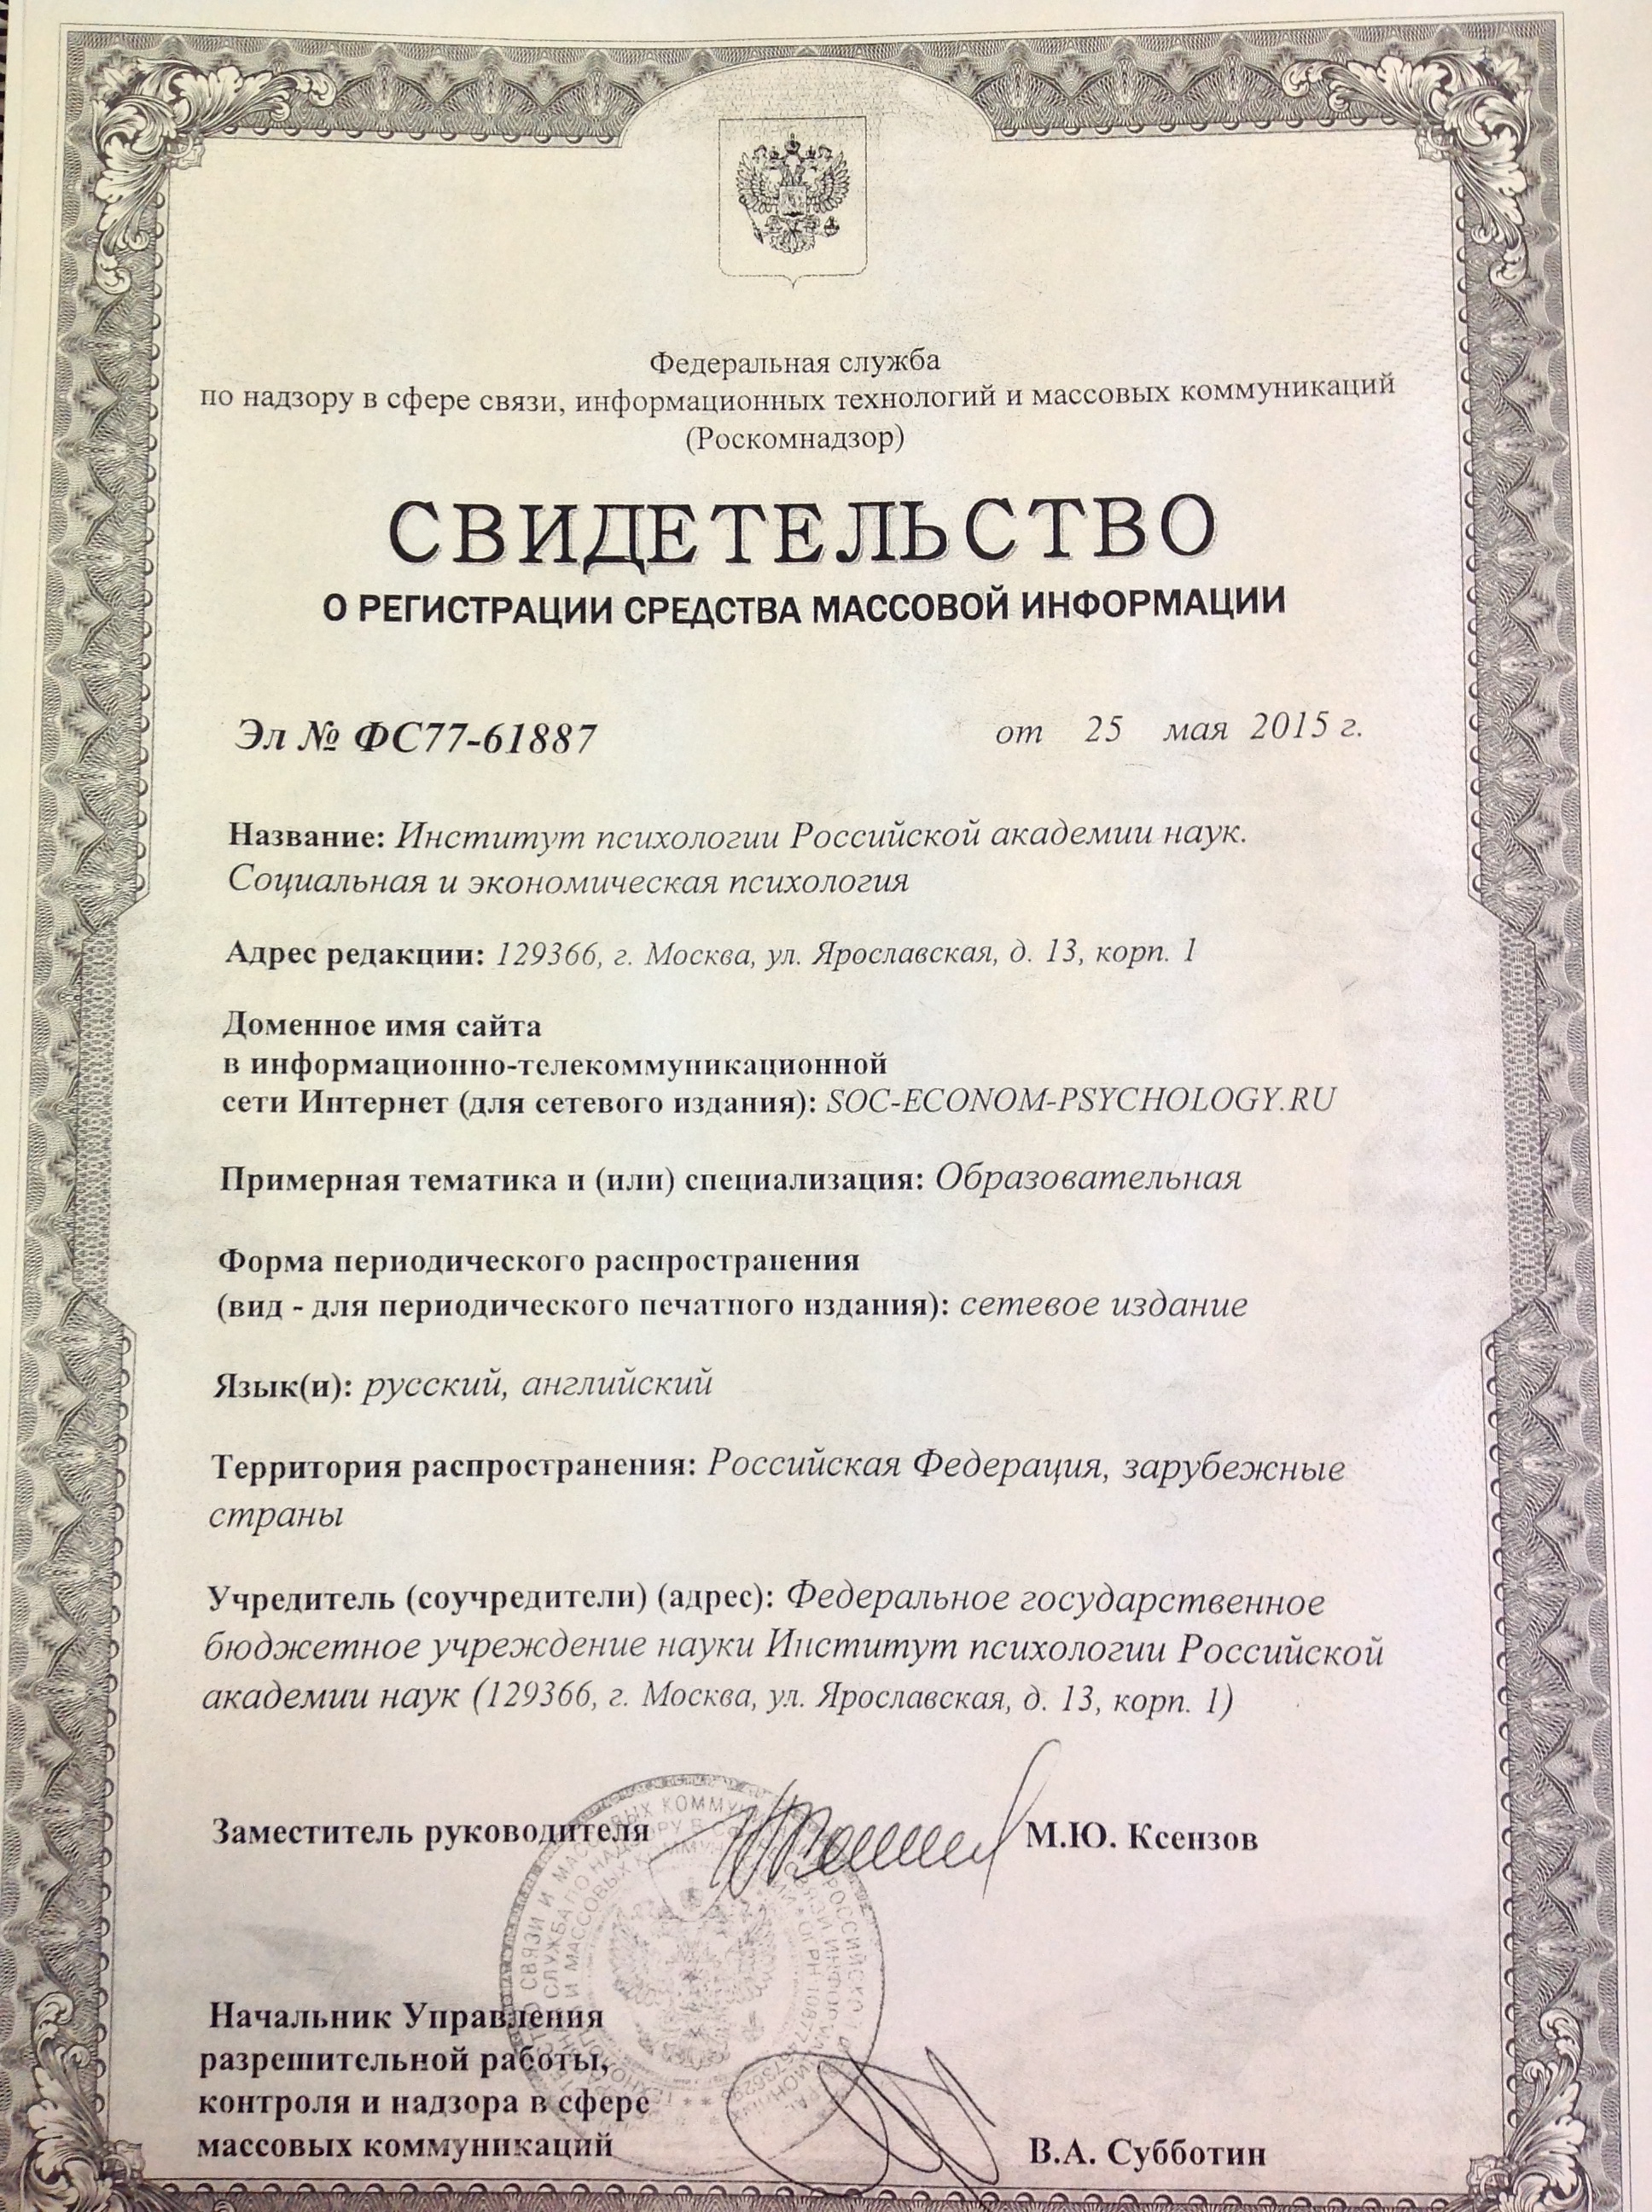 Федеральная служба
по надзору в сфере связи, информационных технологий и массовых коммуникаций
(Роскомнадзор)
СВИДЕТЕЛЬСТВО
О РЕГИСТРАЦИИ СРЕДСТВА МАССОВОЙ ИНФОРМАЦИИ
Эл № ФС77-61887 от 25 мая 2015 г.
Название: Институт психологии Российской академии наук.
Социальная и экономическая психология
Адрес редакции: 129366, г. Москва, ул. Ярославская, д. 13, корп. 1
Доменное имя сайта
в информационно-телекоммуникационной
сети Интернет (для сетевого издания): SOC-ECONOM-PSYCHOLOGY.RU
Примерная тематика и (или) специализация: Образовательная
Форма периодического распространения
(вид - для периодического печатного издания): сетевое издание
Язык(и): русский, английский
Территория распространения: Российская Федерация, зарубежные
страны
Учредитель (соучредители) (адрес): Федеральное государственное
бюджетное учреждение науки Институт психологии Российской
академии наук (129366, г. Москва, ул. Ярославская, д. 13, корп. 1)
Заместитель руководителя М.Ю. Ксензов
Начальник Управления
разрешительной работы,
контроля и надзора в сфере
массовых коммуникаций В.А. Субботин